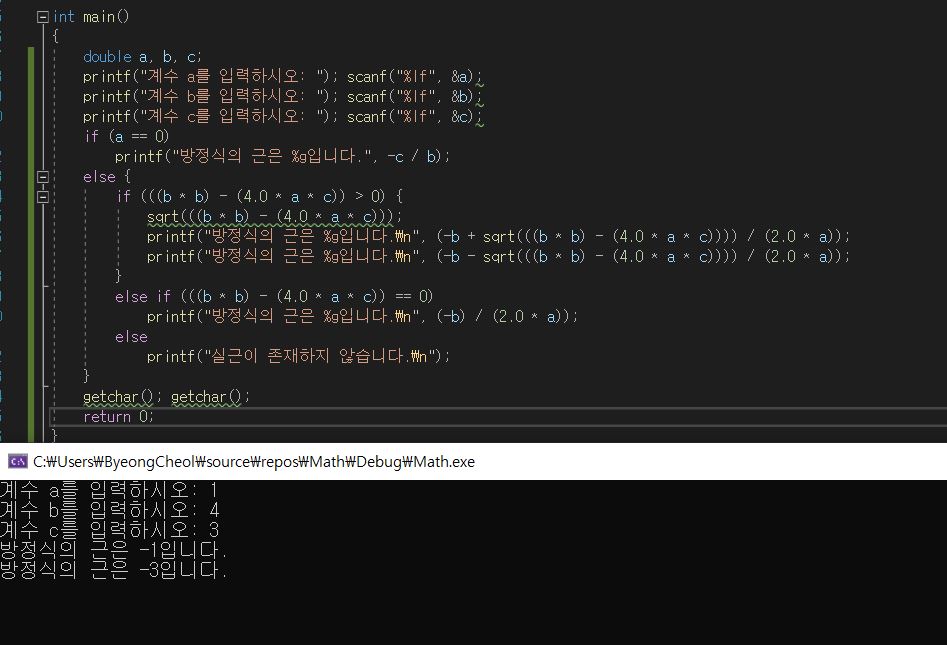 int main()
{
double a, b, c;
printf("계수 a를 입력하시오: "); scanf("%lf", &a);
printf("계수 b를 입력하시오: "); scanf("%lf", &b);
printf("계수 c를 입력하시오: "); scanf("%lf", &c);
if (a == 0)
printf("방정식의 근은 %g입니다.", -c / b);
else {
if (((b * b) - (4.0 * a * c)) > 0) {
sqrt(((b * b) - (4.0 * a * c)));
printf("방정식의 근은 %g입니다.₩n", (-b + sqrt(((b * b) - (4.0 * a * c)))) / (2.0 * a));
printf("방정식의 근은 %g입니다.₩n", (-b - sqrt(((b * b) - (4.0 * a * c)))) / (2.0 * a));
}
else if (((b * b) - (4.0 * a * c)) == 0)
printf("방정식의 근은 %g입니다.₩n", (-b) / (2.0 * a));
else
printf("실근이 존재하지 않습니다.₩n");
}
getchar(); getchar();
return 0;
}
C:₩Users₩ByeongCheol₩source₩repos₩Math₩Debug₩Math.exe
계수 a를 입력하시오: 1
계수 b를 입력하시오: 4
계수 c를 입력하시오: 3
방정식의 근은 -1입니다.
방정식의 근은 -3입니다.